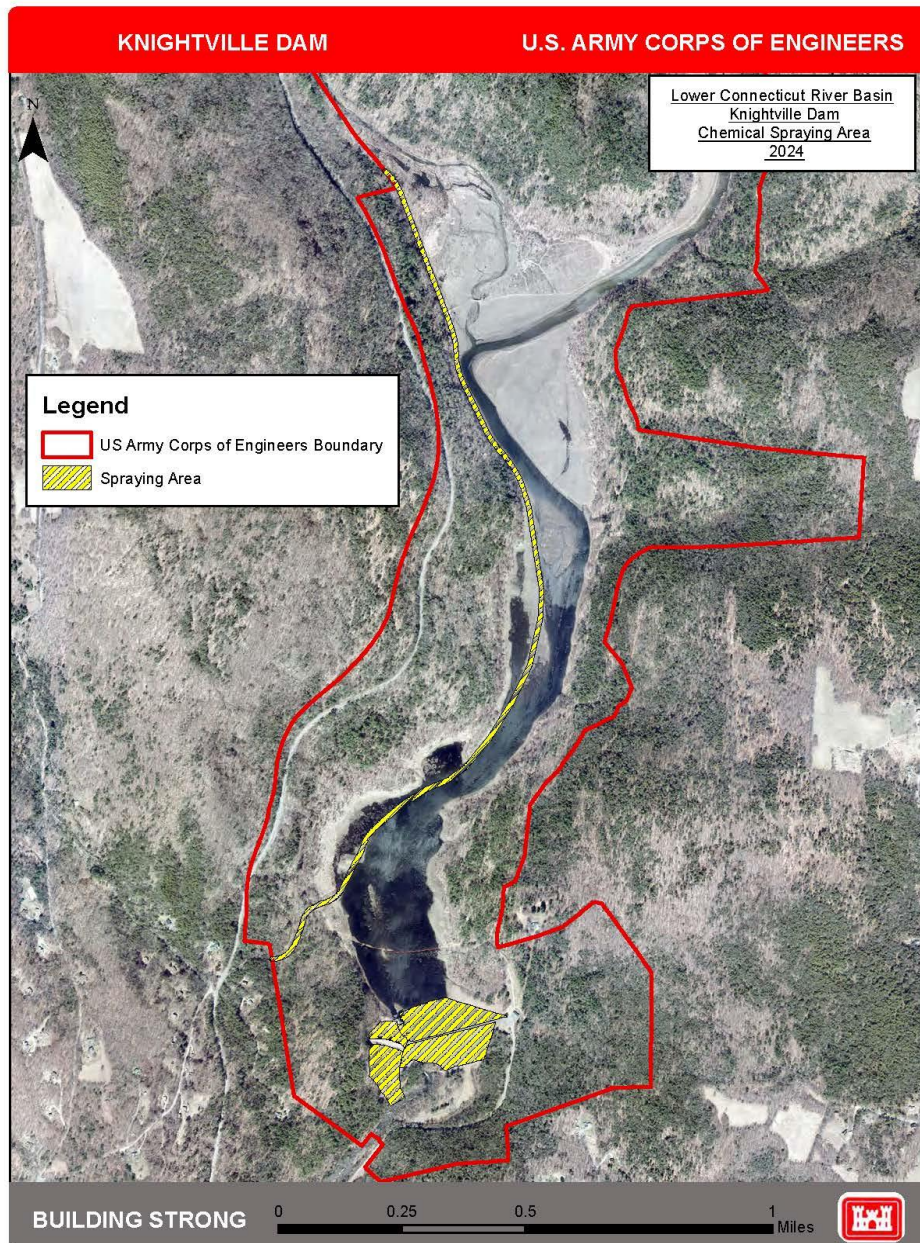 KNIGHTVILLE DAM
U.S. ARMY CORPS OF ENGINEERS
Lower Connecticut River Basin
Knightville Dam
Chemical Spraying Area
2024
N
Legend
US Army Corps of Engineers Boundary
Spraying Area
BUILDING STRONG
0 0.25 0.5 1
Miles